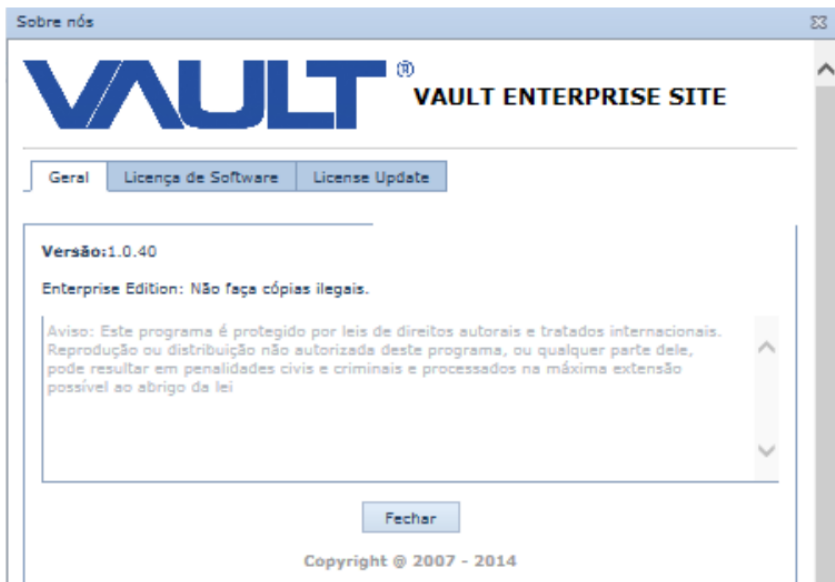 Sobre nós
VAULT®
VAULT ENTERPRISE SITE
Geral
Licença de Software
License Update
Versão:1.0.40
Enterprise Edition: Não faça cópias ilegais.
Aviso: Este programa é protegido por leis de direitos autorais e tratados internacionais.
Reprodução ou distribuição não autorizada deste programa, ou qualquer parte dele,
pode resultar em penalidades civis e criminais e processados na máxima extensão
possível ao abrigo da lei
Fechar
Copyright @ 2007 - 2014